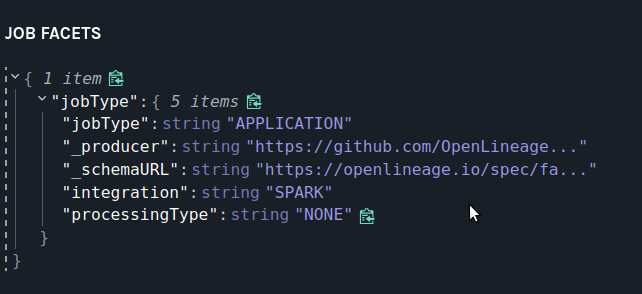 JOB FACETS
{ 1 item
"jobType": { 5 items
"jobType": string "APPLICATION"
"_producer": string "https://github.com/OpenLineage..."
"_schemaURL": string "https://openlineage.io/spec/fa..."
"integration": string "SPARK"
"processingType": string "NONE"
}
}